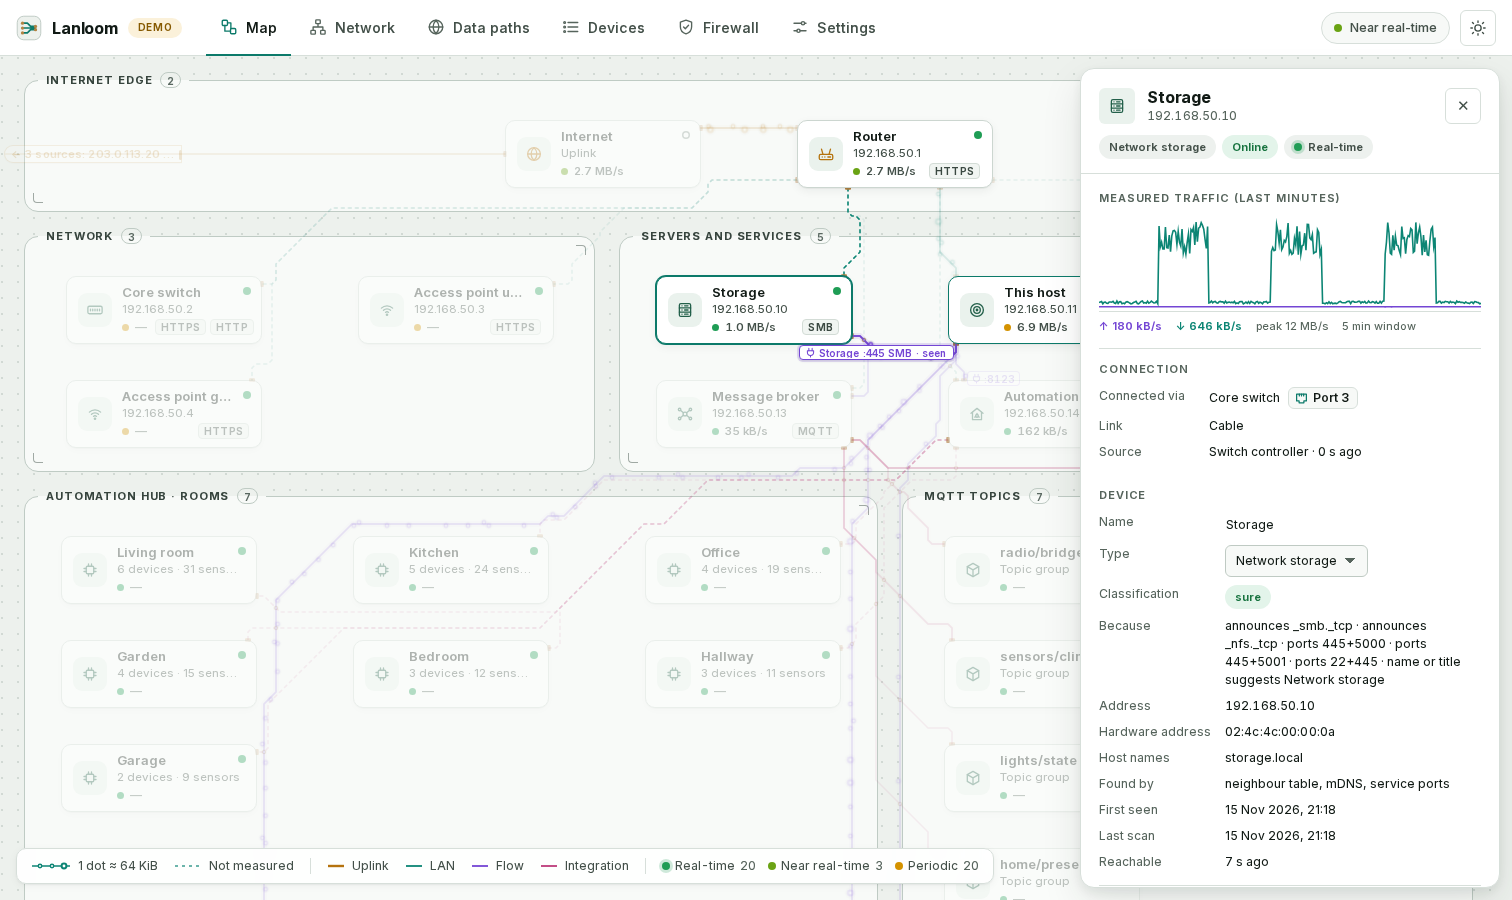 Lanloom DEMO Map Network Data paths Devices Firewall Settings Near real-time
INTERNET EDGE 2
3 sources: 203.0.113.20
Internet
Uplink
2.7 MB/s
Router
192.168.50.1
2.7 MB/s HTTPS
NETWORK 3
Core switch
192.168.50.2
— HTTPS HTTP
Access point u…
192.168.50.3
— HTTPS
Access point g…
192.168.50.4
— HTTPS
SERVERS AND SERVICES 5
Storage
192.168.50.10
1.0 MB/s SMB
This host
192.168.50.11
6.9 MB/s
Storage :445 SMB · seen
8123
Message broker
192.168.50.13
35 kB/s MQTT
Automation
192.168.50.14
162 kB/s
AUTOMATION HUB · ROOMS 7
Living room
6 devices · 31 sens…
—
Kitchen
5 devices · 24 sens…
—
Office
4 devices · 19 sens…
—
Garden
4 devices · 15 sens…
—
Bedroom
3 devices · 12 sens…
—
Hallway
3 devices · 11 sensors
—
Garage
2 devices · 9 sensors
—
MQTT TOPICS 7
radio/bridge
Topic group
—
Topic group
—
lights/state
Topic group
—
Topic group
1 dot ≈ 64 KiB Not measured Uplink LAN Flow Integration Real-time 20 Near real-time 3 Periodic 20
Storage
192.168.50.10
Network storage Online Real-time
MEASURED TRAFFIC (LAST MINUTES)
↑ 180 kB/s ↓ 646 kB/s peak 12 MB/s 5 min window
CONNECTION
Connected via Core switch Port 3
Link Cable
Source Switch controller · 0 s ago
DEVICE
Name Storage
Type Network storage
Classification sure
Because announces _smb._tcp · announces
_nfs._tcp · ports 445+5000 · ports
445+5001 · ports 22+445 · name or title
suggests Network storage
Address 192.168.50.10
Hardware address 02:4c:4c:00:00:0a
Host names storage.local
Found by neighbour table, mDNS, service ports
First seen 15 Nov 2026, 21:18
Last scan 15 Nov 2026, 21:18
Reachable 7 s ago